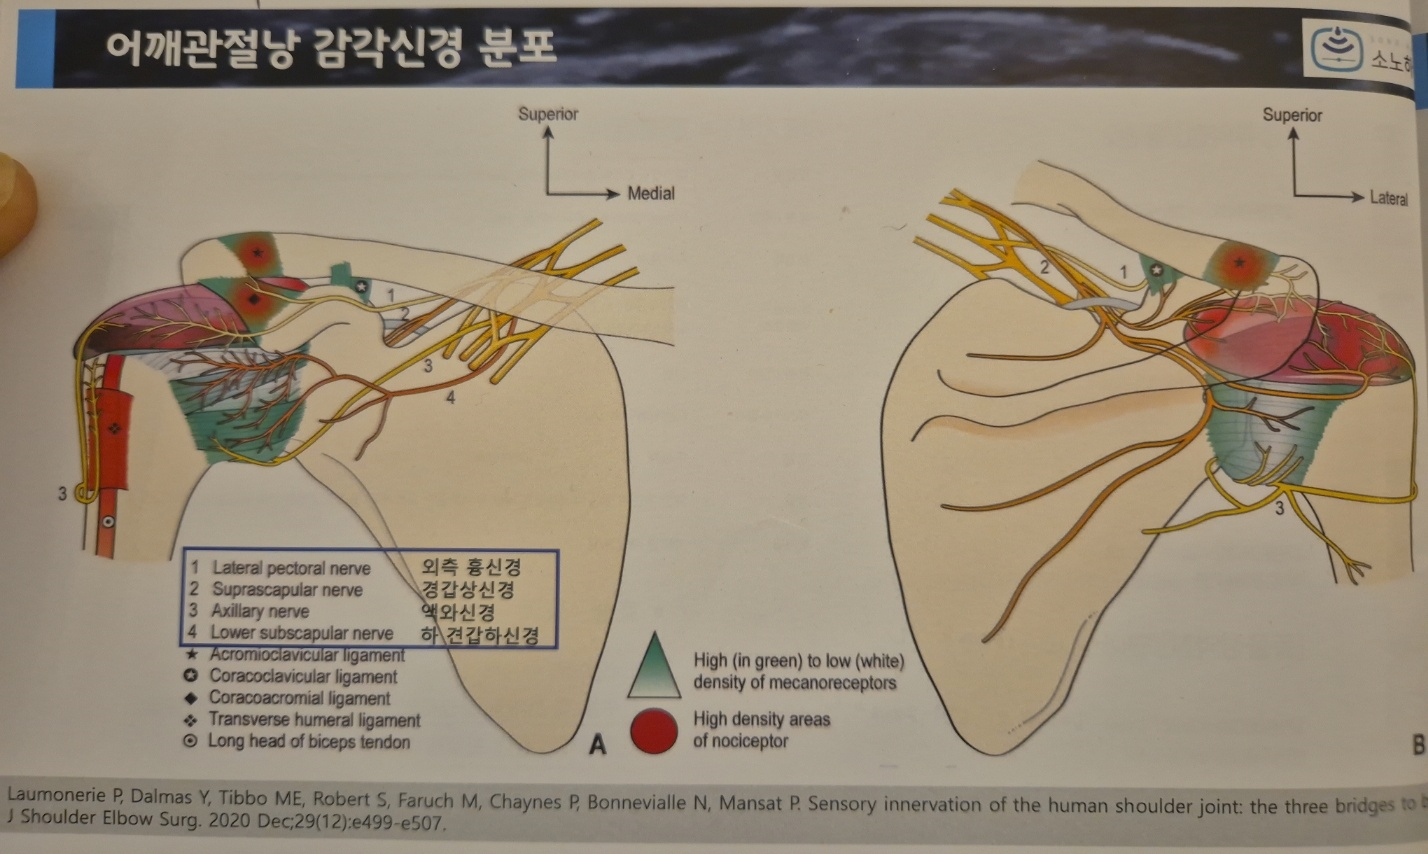 어깨관절낭 감각신경 분포
소노하
Superior
Medial
Superior
Lateral
1
2
3
4
3
2
1
3
1 Lateral pectoral nerve 외측 흉신경
2 Suprascapular nerve 경갑상신경
3 Axillary nerve 액와신경
4 Lower subscapular nerve 하 견갑하신경
★ Acromioclavicular ligament
✪ Coracoclavicular ligament
◆ Coracoacromial ligament
❖ Transverse humeral ligament
⊙ Long head of biceps tendon
A
High (in green) to low (white)
density of mecanoreceptors
High density areas
of nociceptor
B
Laumonerie P, Dalmas Y, Tibbo ME, Robert S, Faruch M, Chaynes P, Bonnevialle N, Mansat P. Sensory innervation of the human shoulder joint: the three bridges to b
J Shoulder Elbow Surg. 2020 Dec;29(12):e499-e507.